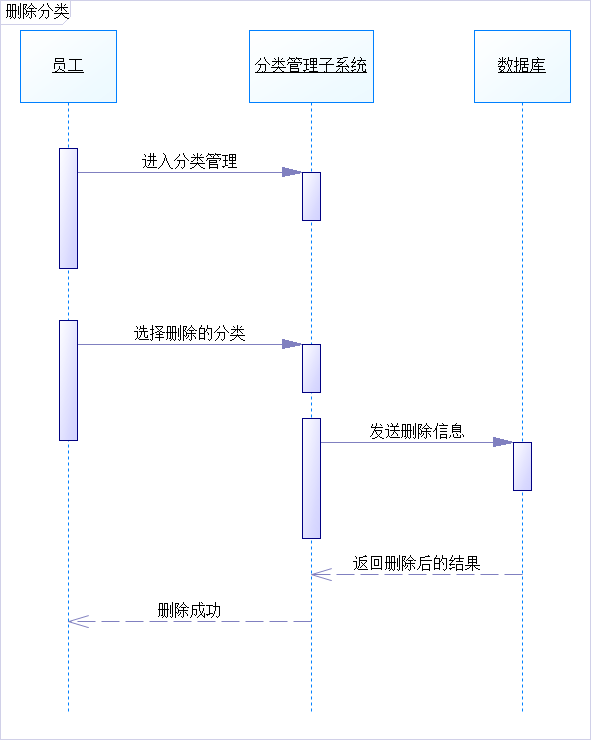 删除分类
员工
分类管理子系统
数据库
进入分类管理
选择删除的分类
发送删除信息
返回删除后的结果
删除成功